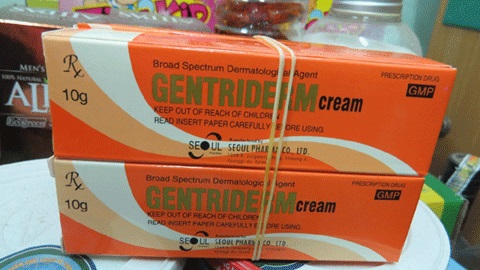 MEN'S
100% NATURAL
Rx
10g
Broad Spectrum Dermatological Agent
PRESCRIPTION DRUG
GMP
GENTRIDERM cream
KEEP OUT OF REACH OF CHILDREN
READ INSERT PAPER CAREFULLY BEFORE USING.
SEOUL
SEOUL PHARMA CO., LTD.
Rx
10g
Broad Spectrum Dermatological Agent
PRESCRIPTION DRUG
GMP
GENTRIDERM cream
KEEP OUT OF REACH OF CHILDREN
READ INSERT PAPER CAREFULLY BEFORE USING.
SEOUL
SEOUL PHARMA CO., LTD.